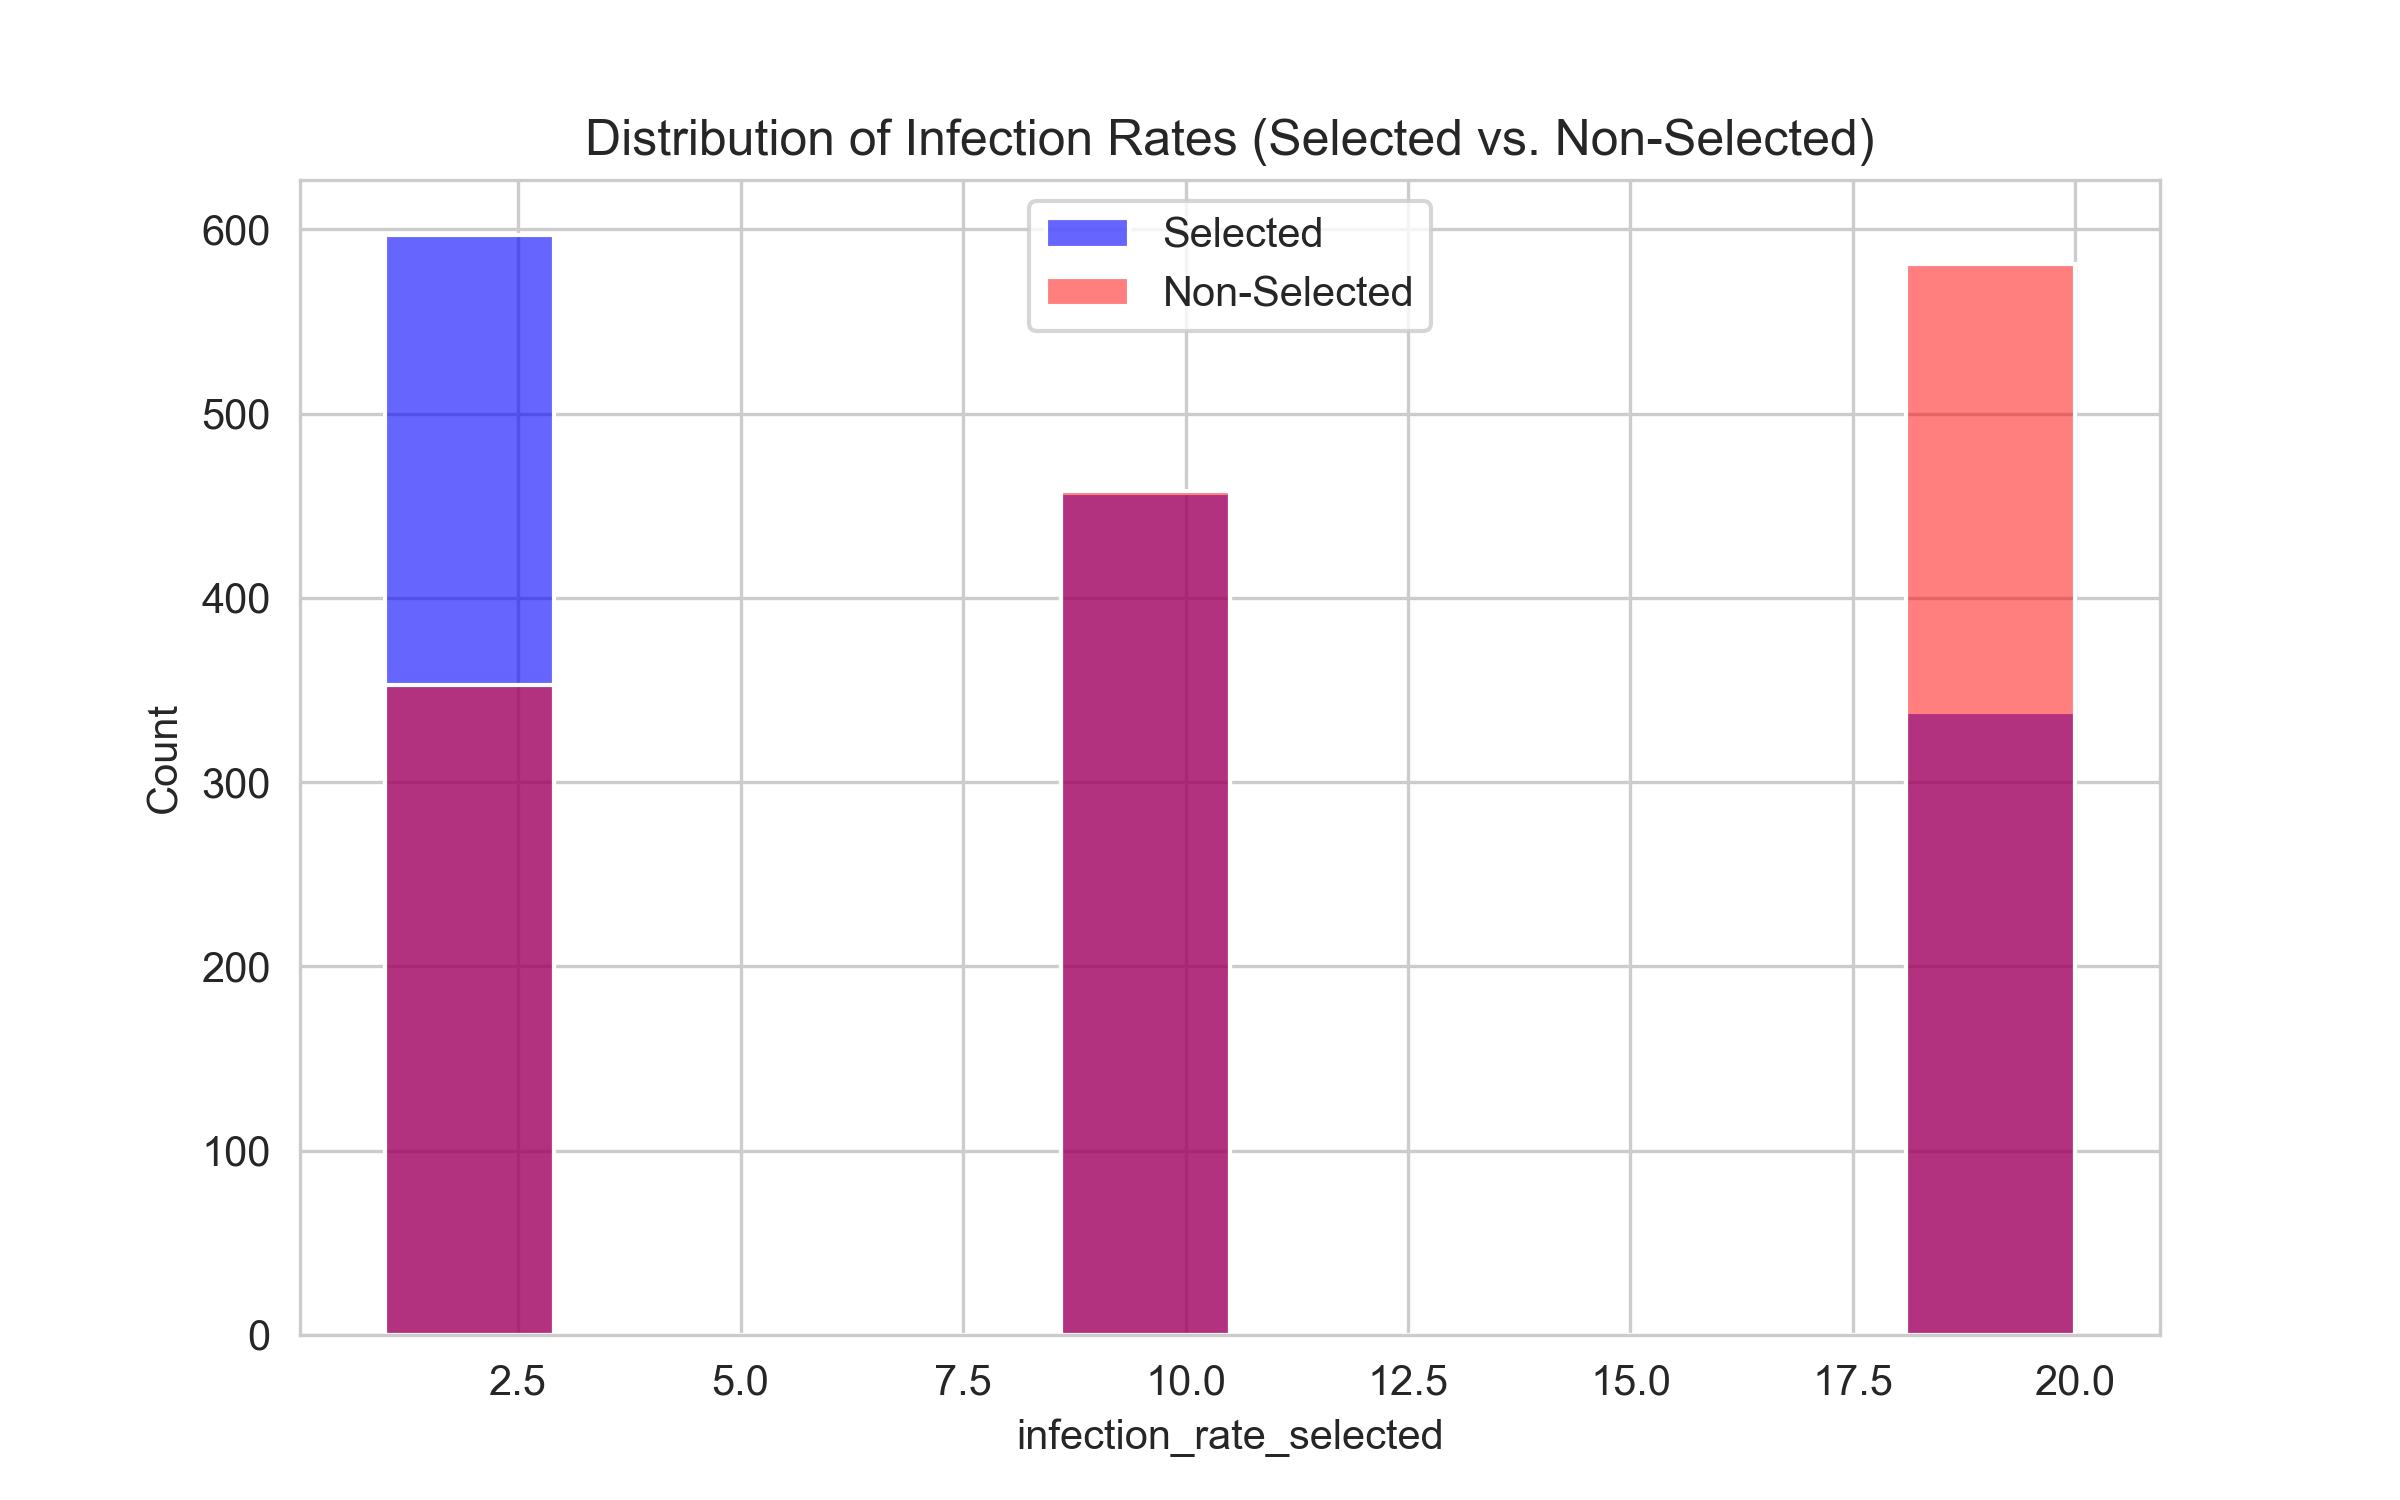 Distribution of Infection Rates (Selected vs. Non-Selected)
Selected
Non-Selected
600
500
400
300
200
100
0
Count
2.5 5.0 7.5 10.0 12.5 15.0 17.5 20.0
infection_rate_selected